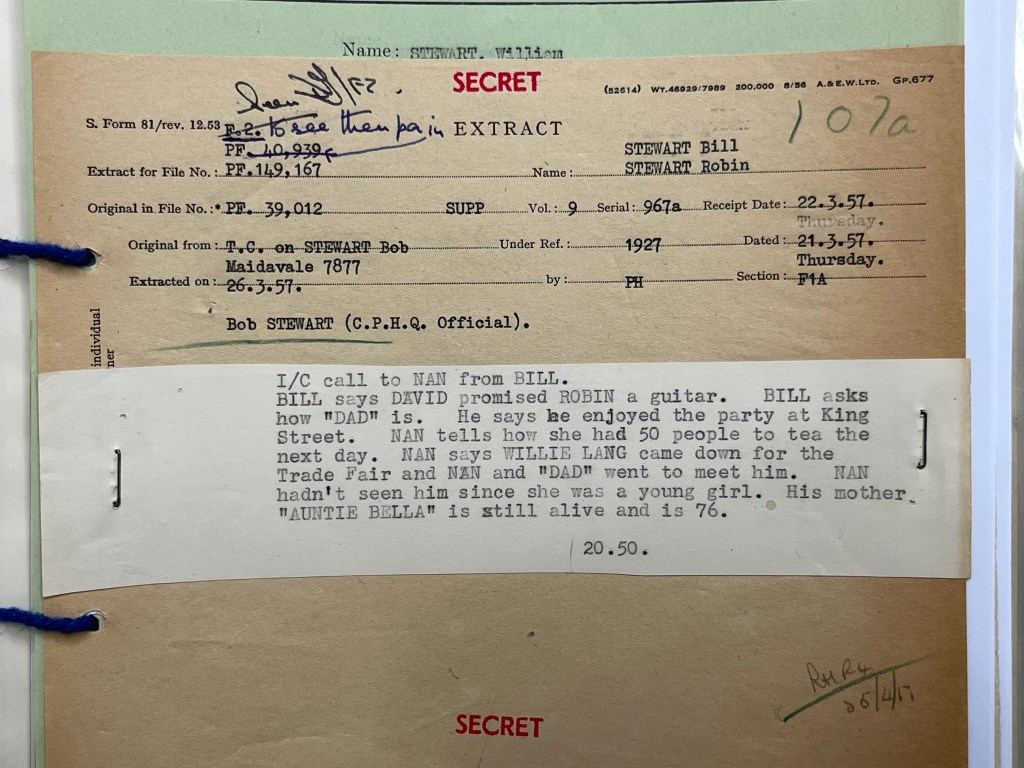 Name: STEWART. William
SECRET
(52614) WT.46929/7989 200,000 8/56 A.& E.W.LTD. GP.677
107a
S. Form 81/rev. 12.53
F.2. to see then pa in EXTRACT
PF. 40,939
STEWART Bill
Extract for File No.: PF.149,167 Name: STEWART Robin
Original in File No.:* PF. 39,012 SUPP Vol.: 9 Serial: 967a Receipt Date: 22.3.57.
Thursday.
Original from: T.C. on STEWART Bob Under Ref.: 1927 Dated: 21.3.57.
Maidavale 7877 Thursday.
Extracted on: 26.3.57. by: PH Section: F1A
individual
ner
Bob STEWART (C.P.H.Q. Official).
I/C call to NAN from BILL.
BILL says DAVID promised ROBIN a guitar. BILL asks
how "DAD" is. He says he enjoyed the party at King
Street. NAN tells how she had 50 people to tea the
next day. NAN says WILLIE LANG came down for the
Trade Fair and NAN and "DAD" went to meet him. NAN
hadn't seen him since she was a young girl. His mother
"AUNTIE BELLA" is still alive and is 76.
20.50.
SECRET